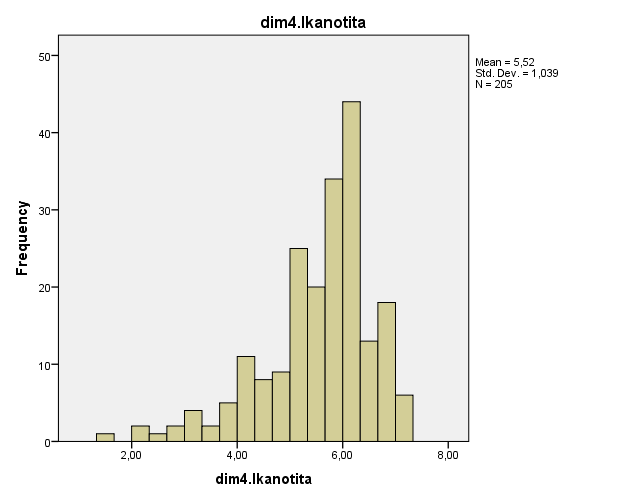 dim4.Ikanotita
Mean = 5,52
Std. Dev. = 1,039
N = 205
Frequency
50
40
30
20
10
0
2,00 4,00 6,00 8,00
dim4.Ikanotita